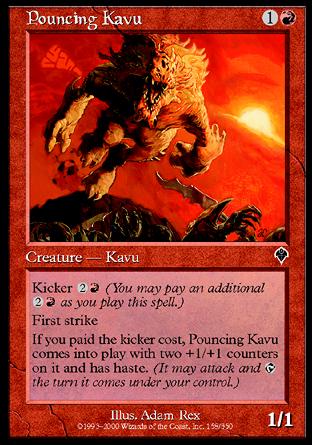 Pouncing Kavu 1
Creature — Kavu
Kicker 2 (You may pay an additional
2 as you play this spell.)
First strike
If you paid the kicker cost, Pouncing Kavu
comes into play with two +1/+1 counters
on it and has haste. (It may attack and
the turn it comes under your control.)
Illus. Adam Rex
©1993–2000 Wizards of the Coast, Inc. 158/350
1/1